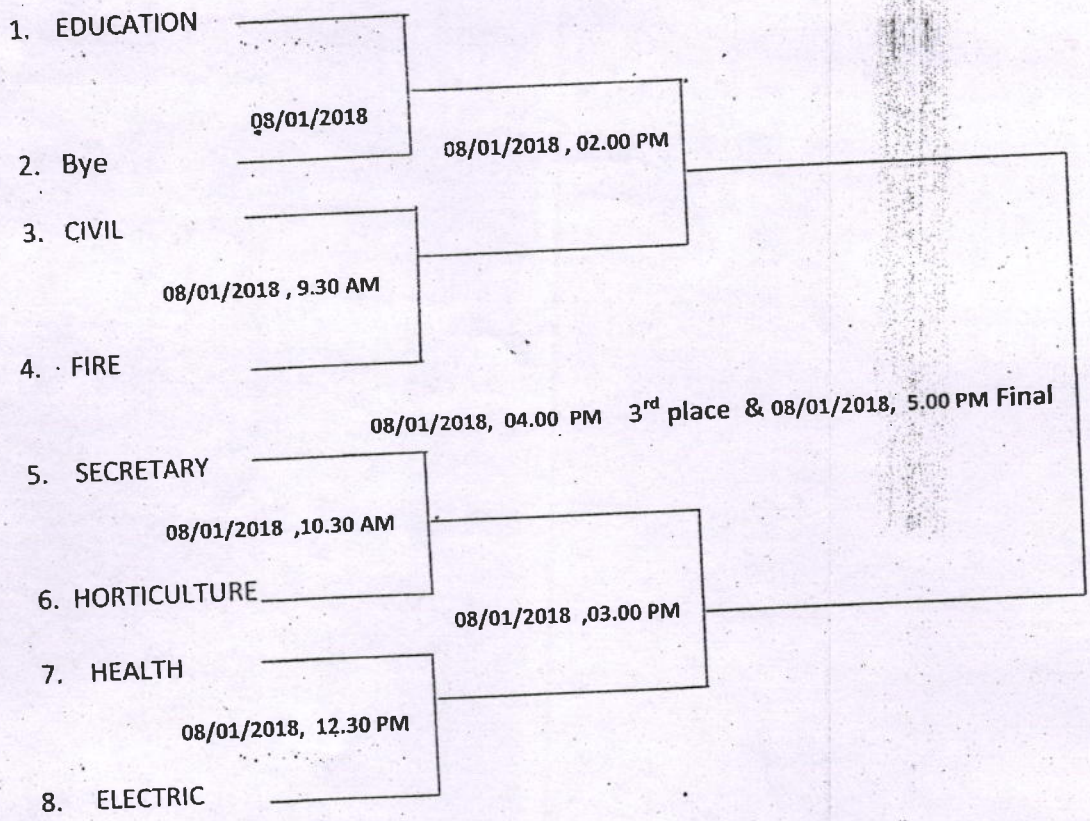 1. EDUCATION
08/01/2018
2. Bye
08/01/2018 , 02.00 PM
3. CIVIL
08/01/2018 , 9.30 AM
4. FIRE
08/01/2018, 04.00 PM 3rd place & 08/01/2018, 5.00 PM Final
5. SECRETARY
08/01/2018 ,10.30 AM
6. HORTICULTURE
08/01/2018 ,03.00 PM
7. HEALTH
08/01/2018, 12.30 PM
8. ELECTRIC